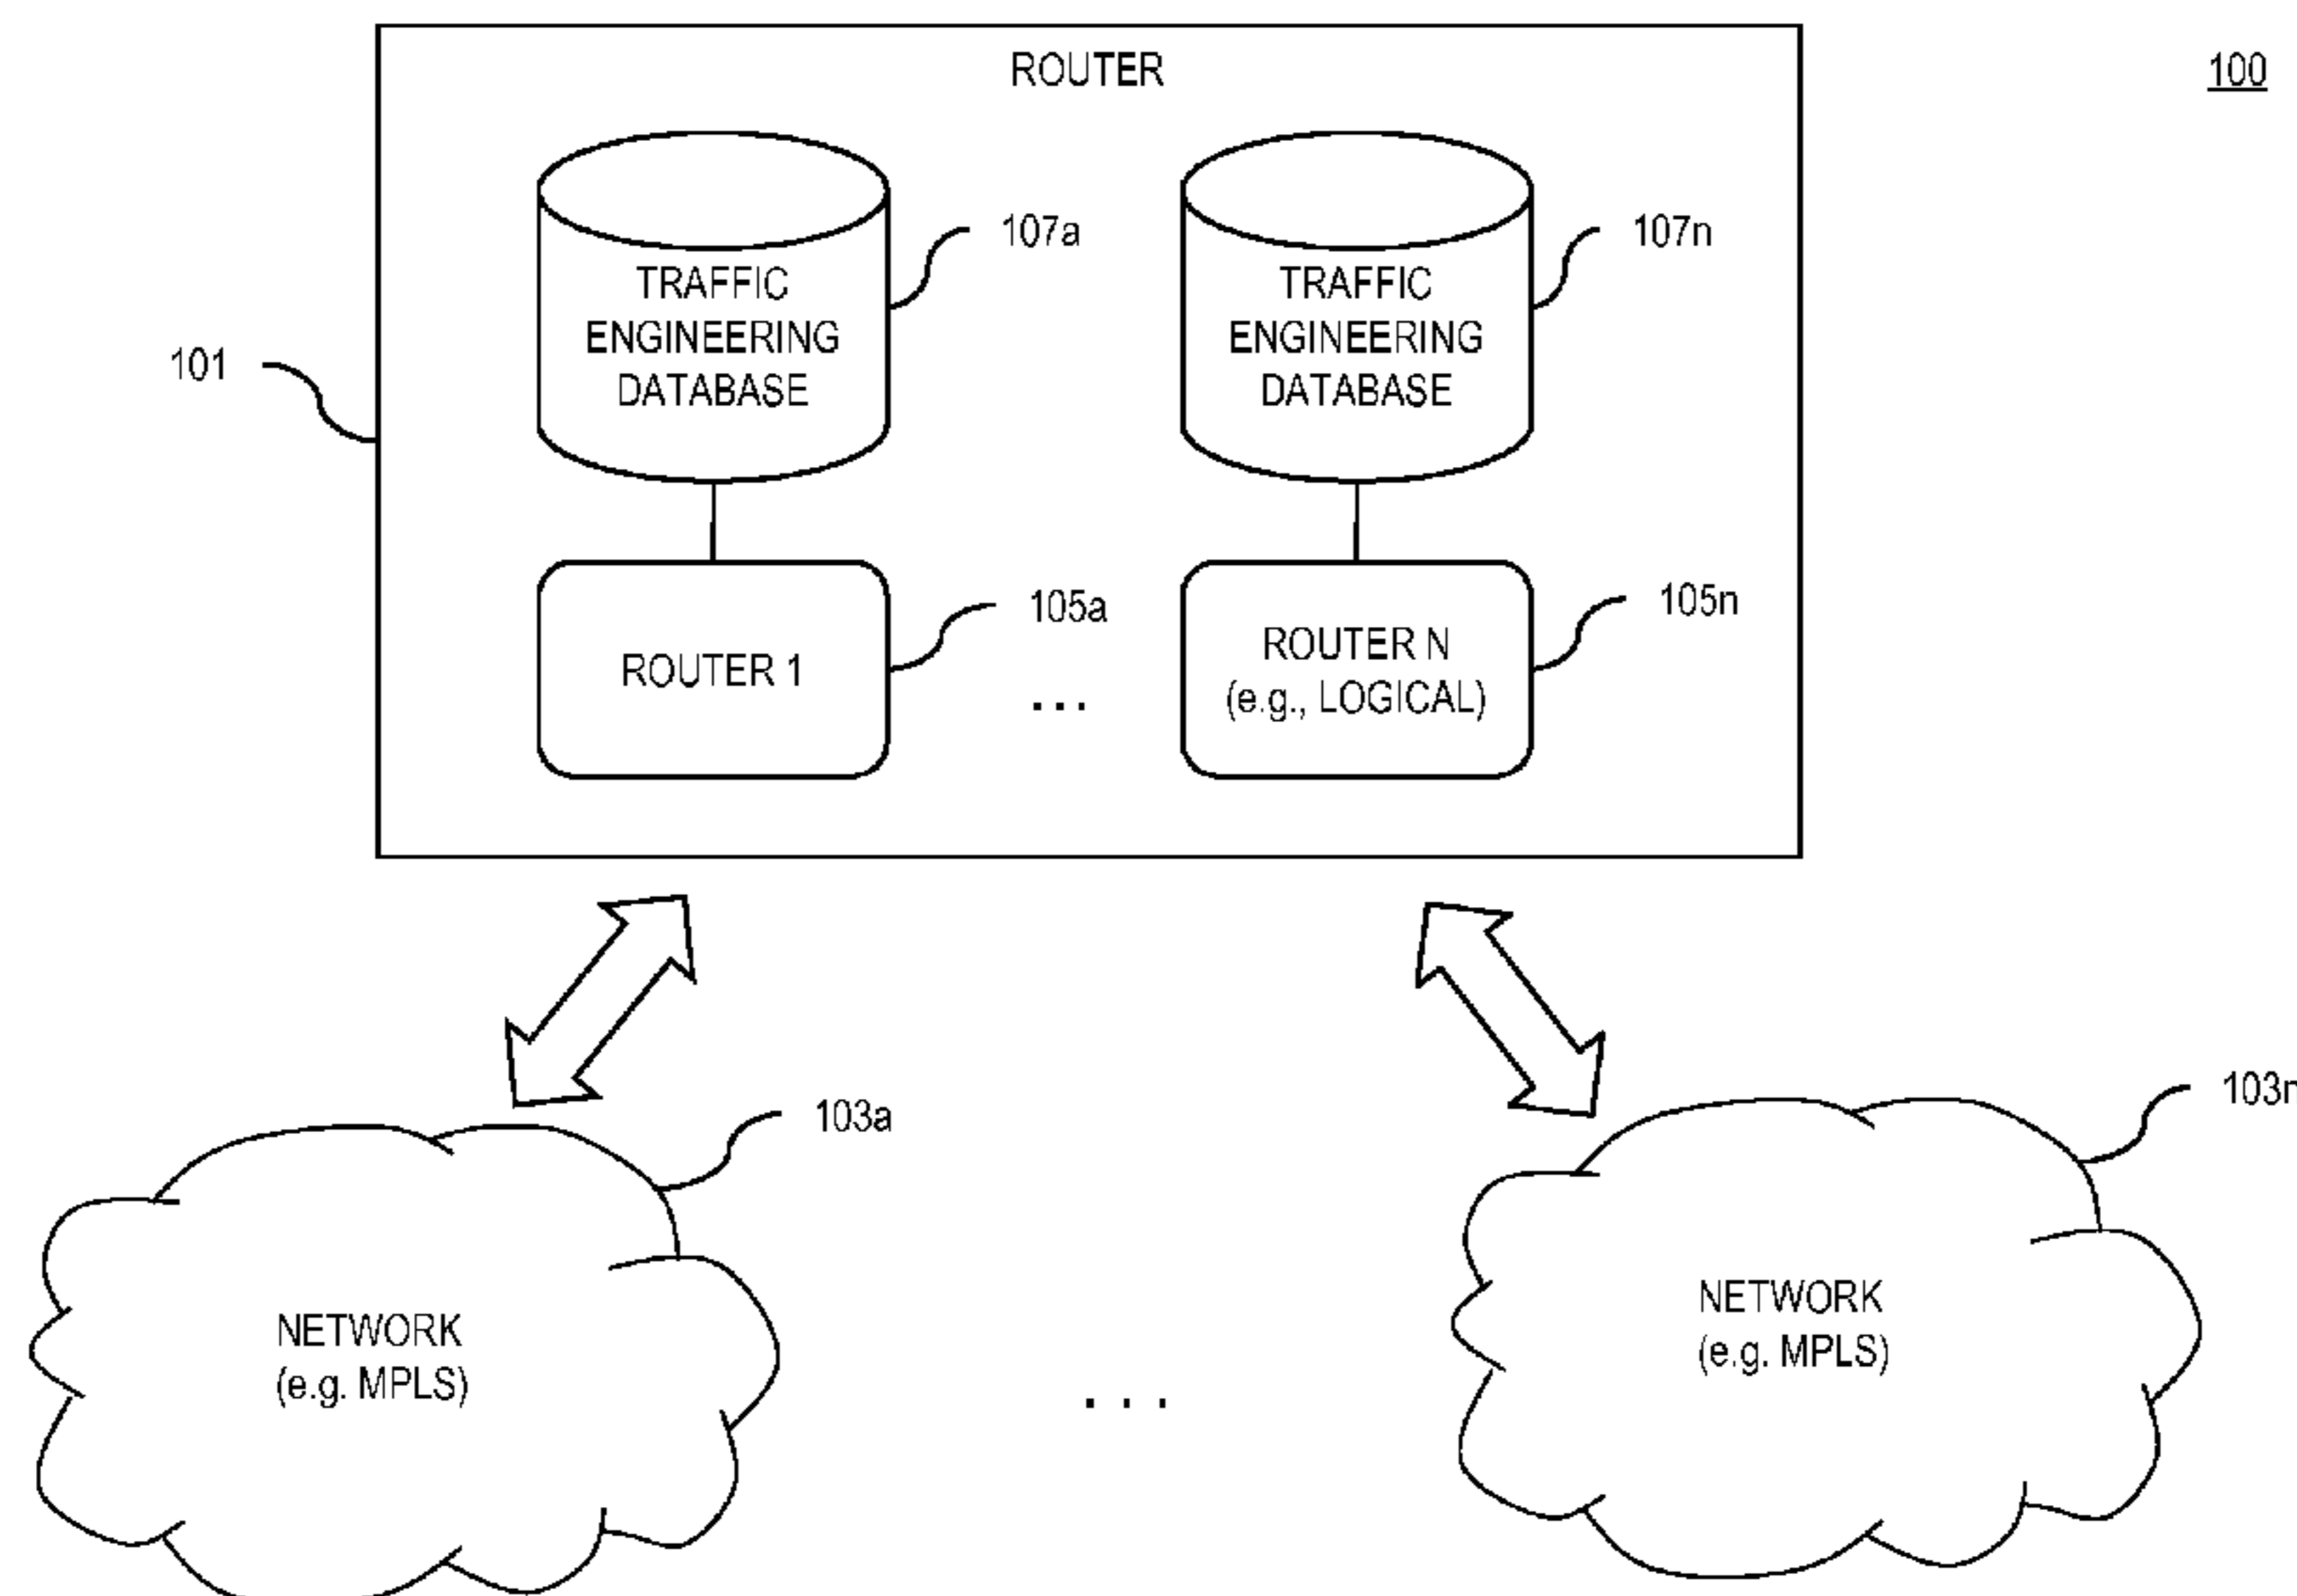 ROUTER
100
107a
107n
TRAFFIC
ENGINEERING
DATABASE
TRAFFIC
ENGINEERING
DATABASE
101
105a
105n
ROUTER 1
...
ROUTER N
(e.g., LOGICAL)
103a
103n
NETWORK
(e.g. MPLS)
...
NETWORK
(e.g. MPLS)